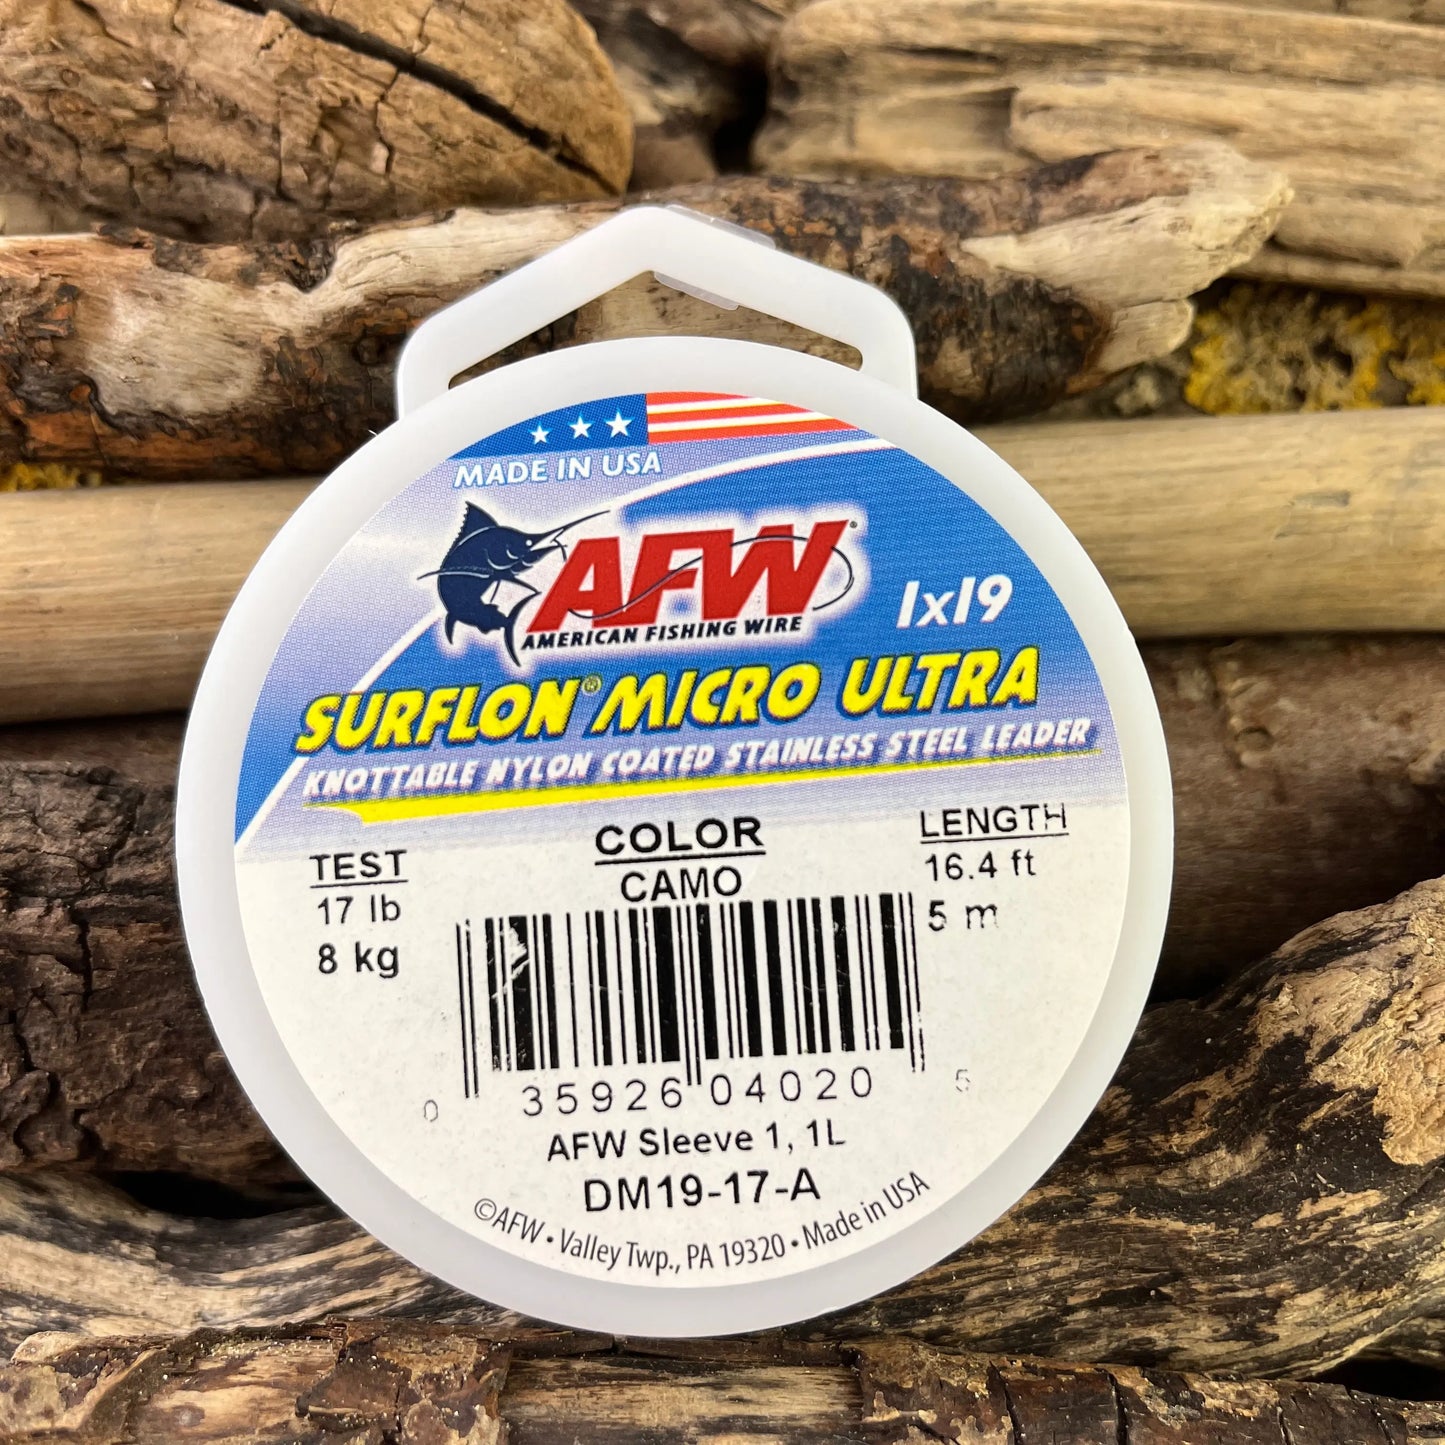 MADE IN USA
AFW®
AMERICAN FISHING WIRE
1x19
SURFLON® MICRO ULTRA
KNOTTABLE NYLON COATED STAINLESS STEEL LEADER
TEST
17 lb
8 kg
COLOR
CAMO
LENGTH
16.4 ft
5 m
0 35926 04020 5
AFW Sleeve 1, 1L
DM19-17-A
©AFW • Valley Twp., PA 19320 • Made in USA